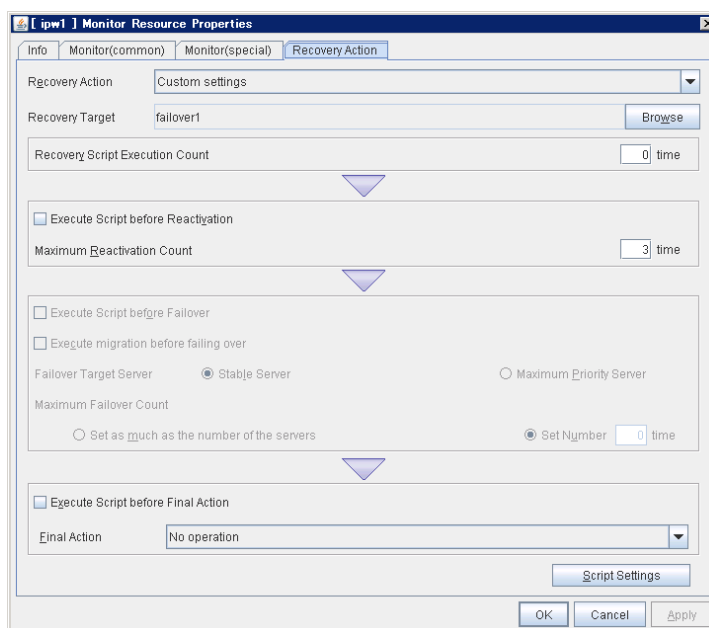 [ ipw1 ] Monitor Resource Properties
Info Monitor(common) Monitor(special) Recovery Action
Recovery Action Custom settings
Recovery Target failover1 Browse
Recovery Script Execution Count 0 time
Execute Script before Reactivation
Maximum Reactivation Count 3 time
Execute Script before Failover
Execute migration before failing over
Failover Target Server Stable Server Maximum Priority Server
Maximum Failover Count
Set as much as the number of the servers Set Number 0 time
Execute Script before Final Action
Final Action No operation
Script Settings
OK Cancel Apply